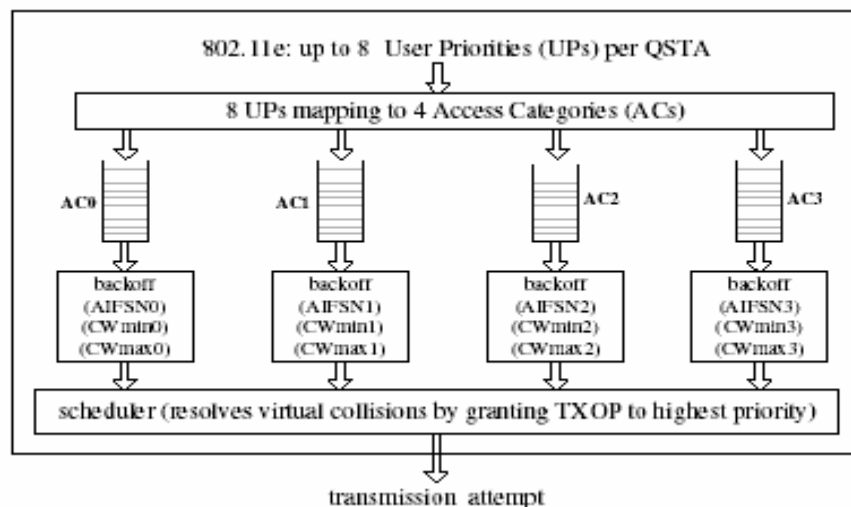 802.11e: up to 8 User Priorities (UPs) per QSTA
8 UPs mapping to 4 Access Categories (ACs)
AC0
AC1
AC2
AC3
backoff
(AIFSN0)
(CWmin0)
(CWmax0)
backoff
(AIFSN1)
(CWmin1)
(CWmax1)
backoff
(AIFSN2)
(CWmin2)
(CWmax2)
backoff
(AIFSN3)
(CWmin3)
(CWmax3)
scheduler (resolves virtual collisions by granting TXOP to highest priority)
transmission attempt